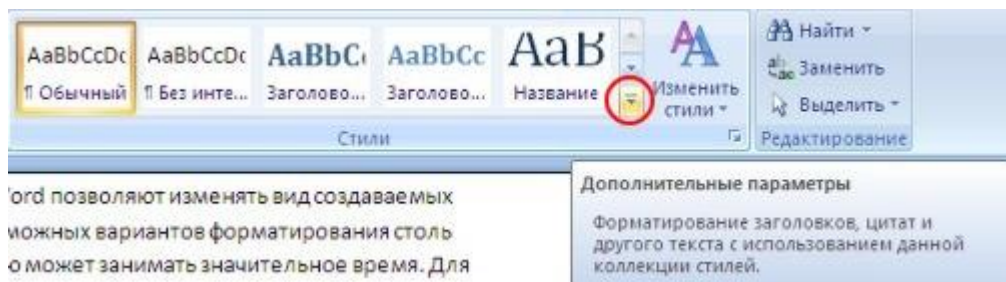 AaBbCcDc AaBbCcDc AaBbC AaBbCc AaB
¶ Обычный ¶ Без инте... Заголово... Заголово... Название
Изменить стили
Стили
Найти
Заменить
Выделить
Редактирование
ord позволяют изменять вид создаваемых
можных вариантов форматирования столь
о может занимать значительное время. Для
Дополнительные параметры
Форматирование заголовков, цитат и
другого текста с использованием данной
коллекции стилей.